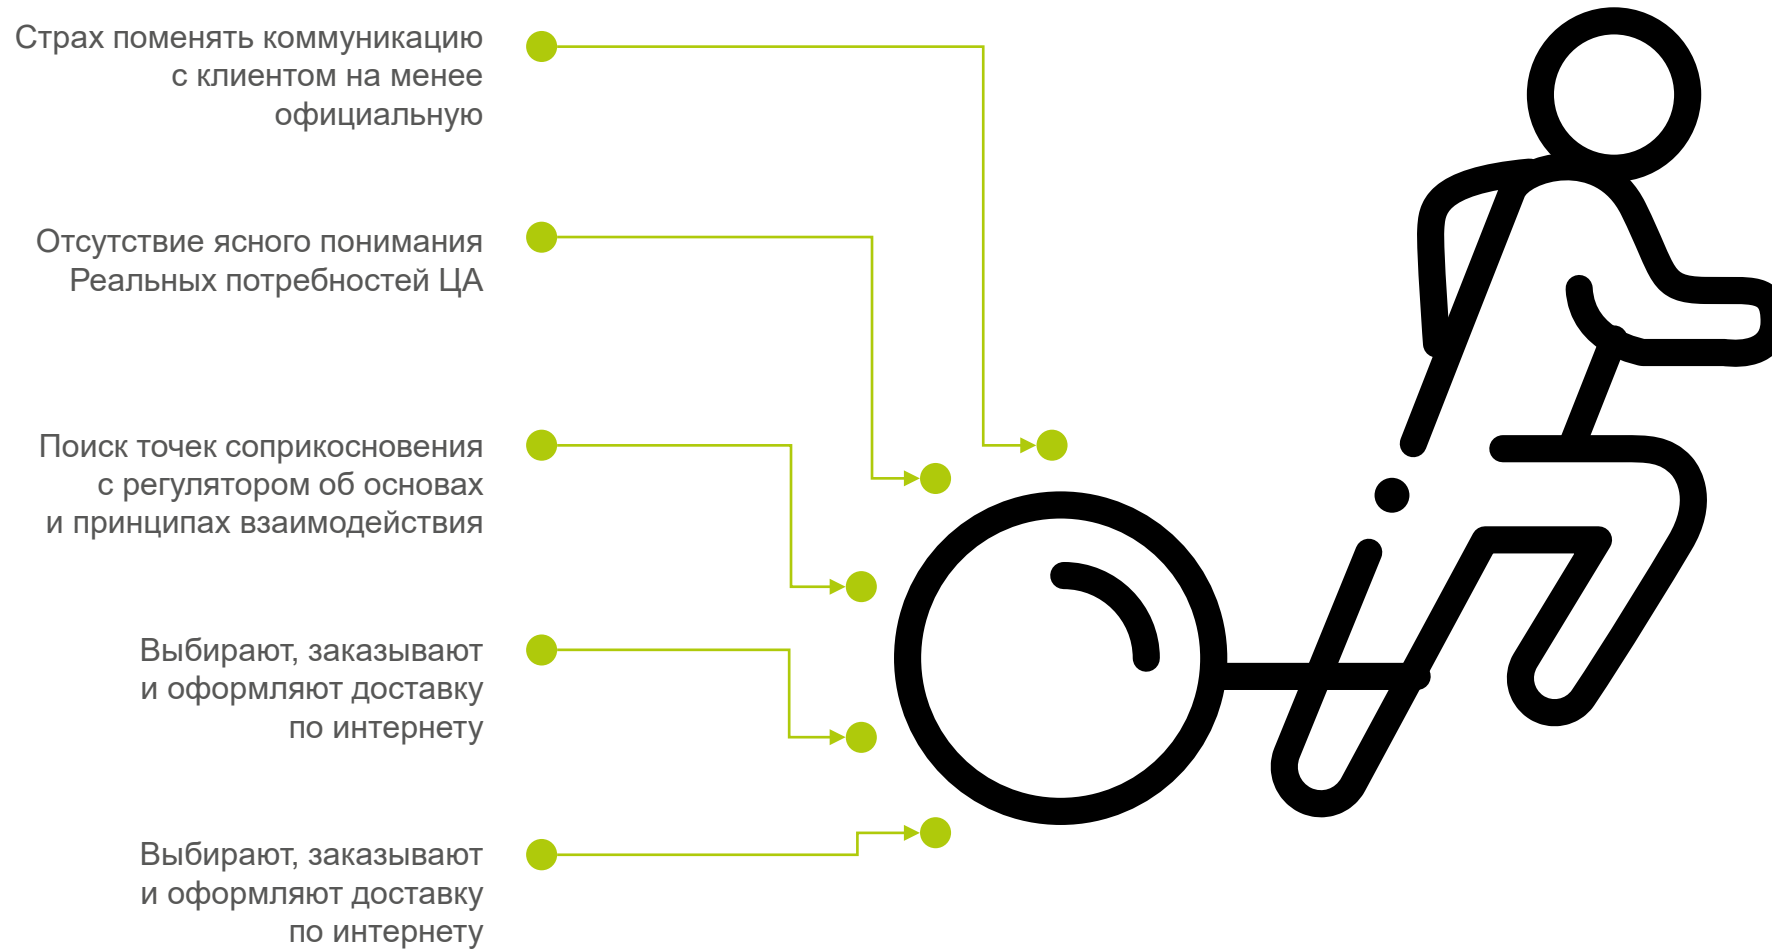 Страх поменять коммуникацию
с клиентом на менее
официальную
Отсутствие ясного понимания
Реальных потребностей ЦА
Поиск точек соприкосновения
с регулятором об основах
и принципах взаимодействия
Выбирают, заказывают
и оформляют доставку
по интернету
Выбирают, заказывают
и оформляют доставку
по интернету